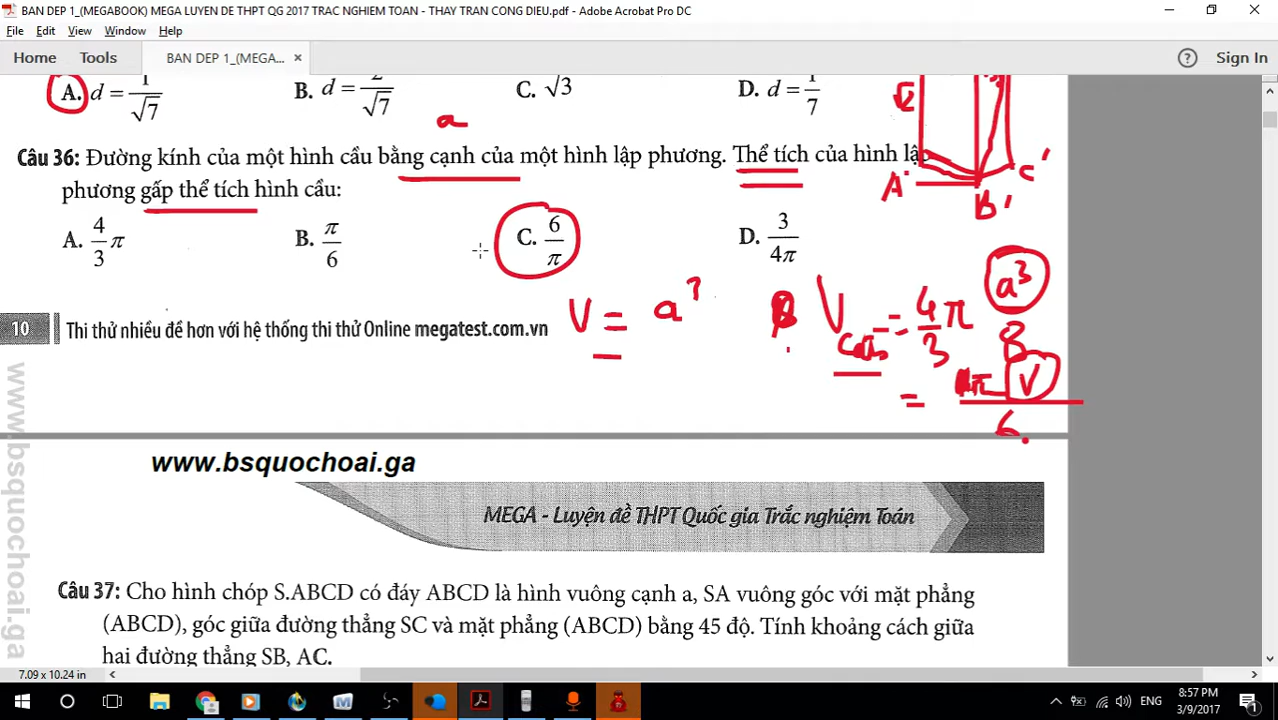 BAN DEP 1_(MEGABOOK) MEGA LUYEN DE THPT QG 2017 TRAC NGHIEM TOAN - THAY TRAN CONG DIEU.pdf - Adobe Acrobat Pro DC
File Edit View Window Help
Home Tools BAN DEP 1_(MEGA... × Sign In
A. d = 1/√7 B. d = 2/√7 C. √3 D. d = 1/7
a
Câu 36: Đường kính của một hình cầu bằng cạnh của một hình lập phương. Thể tích của hình lập
phương gấp thể tích hình cầu:
A' B' C'
A. 4/3 π B. π/6 C. 6/π D. 3/4π
V = a³ V cầu = 4/3 π a³/8
= π V/6
10 Thi thử nhiều đề hơn với hệ thống thi thử Online megatest.com.vn
www.bsquochoai.ga
www.bsquochoai.ga
MEGA - Luyện đề THPT Quốc gia Trắc nghiệm Toán
Câu 37: Cho hình chóp S.ABCD có đáy ABCD là hình vuông cạnh a, SA vuông góc với mặt phẳng
(ABCD), góc giữa đường thẳng SC và mặt phẳng (ABCD) bằng 45 độ. Tính khoảng cách giữa
hai đường thẳng SB, AC.
7.09 x 10.24 in
ENG 8:57 PM
3/9/2017